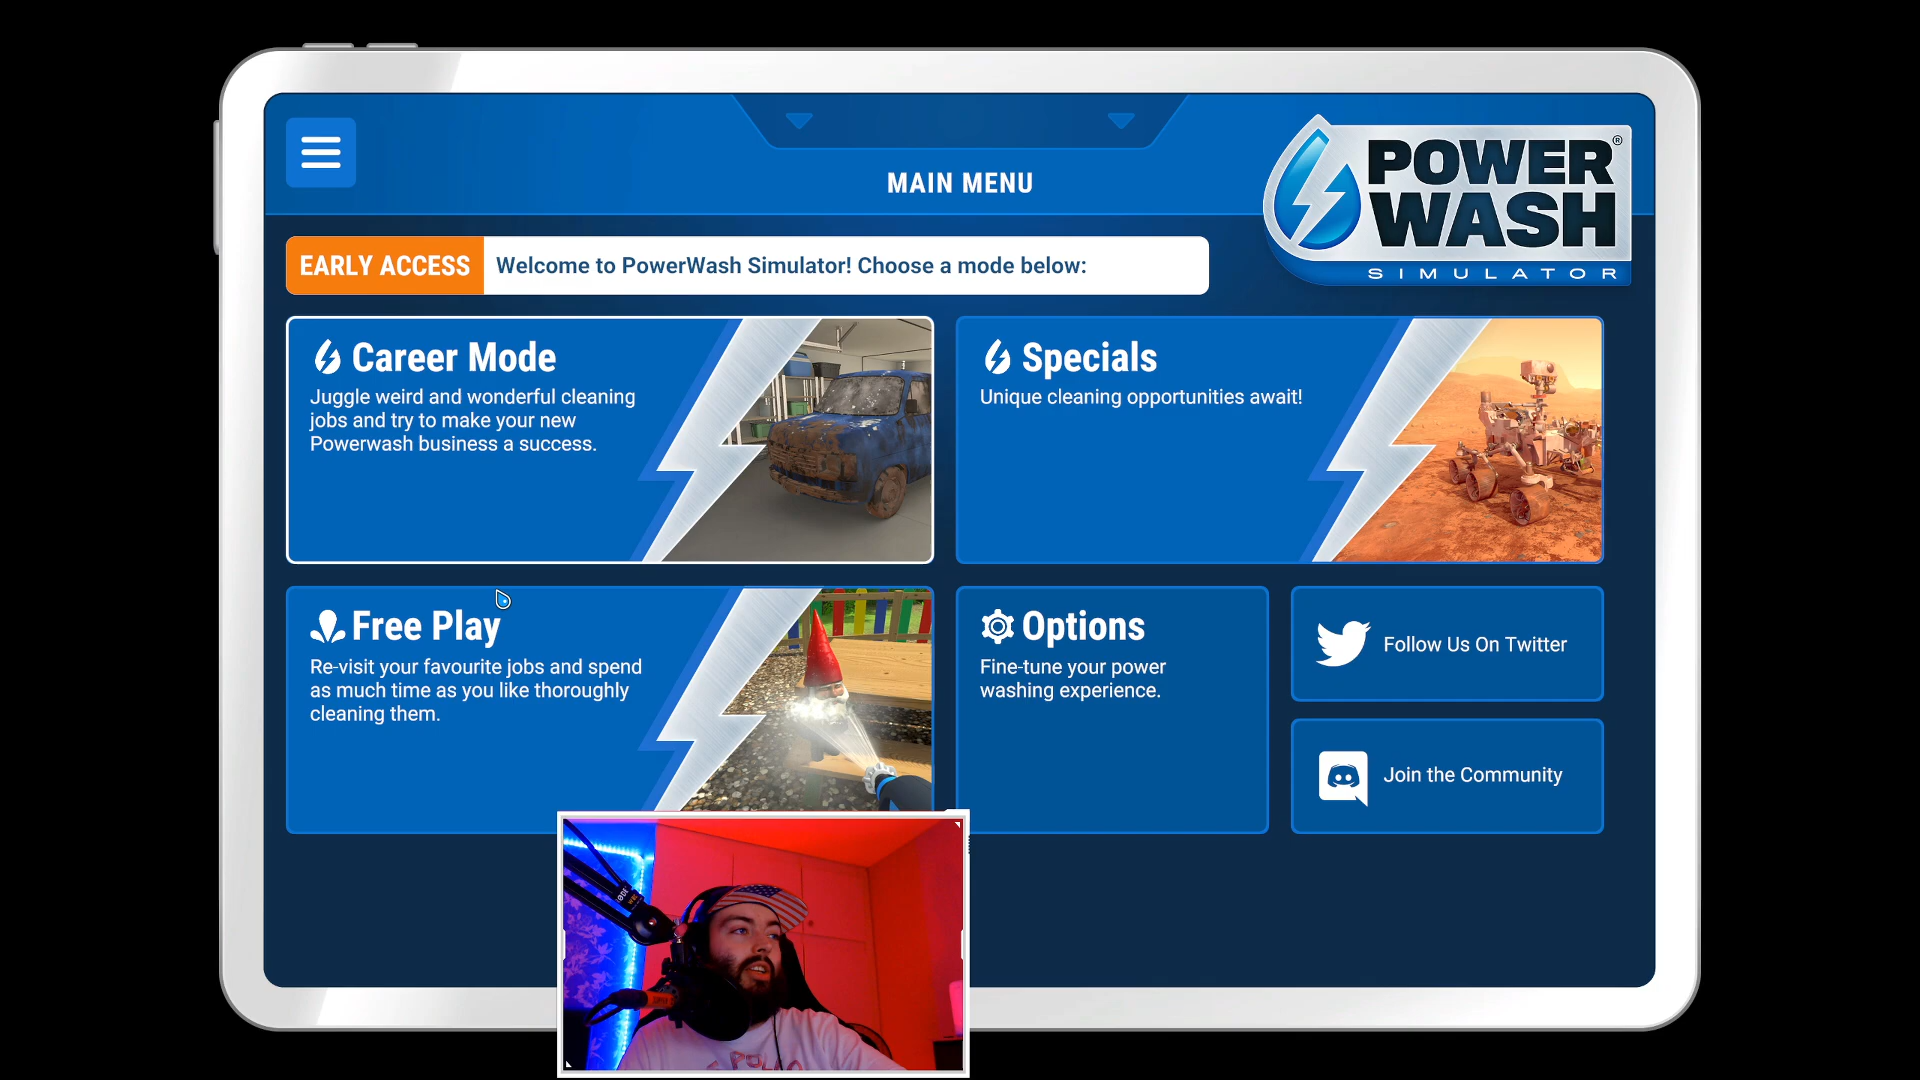 MAIN MENU
POWER
WASH
SIMULATOR
®
EARLY ACCESS
Welcome to PowerWash Simulator! Choose a mode below:
Career Mode
Juggle weird and wonderful cleaning
jobs and try to make your new
Powerwash business a success.
Specials
Unique cleaning opportunities await!
Free Play
Re-visit your favourite jobs and spend
as much time as you like thoroughly
cleaning them.
Options
Fine-tune your power
washing experience.
Follow Us On Twitter
Join the Community